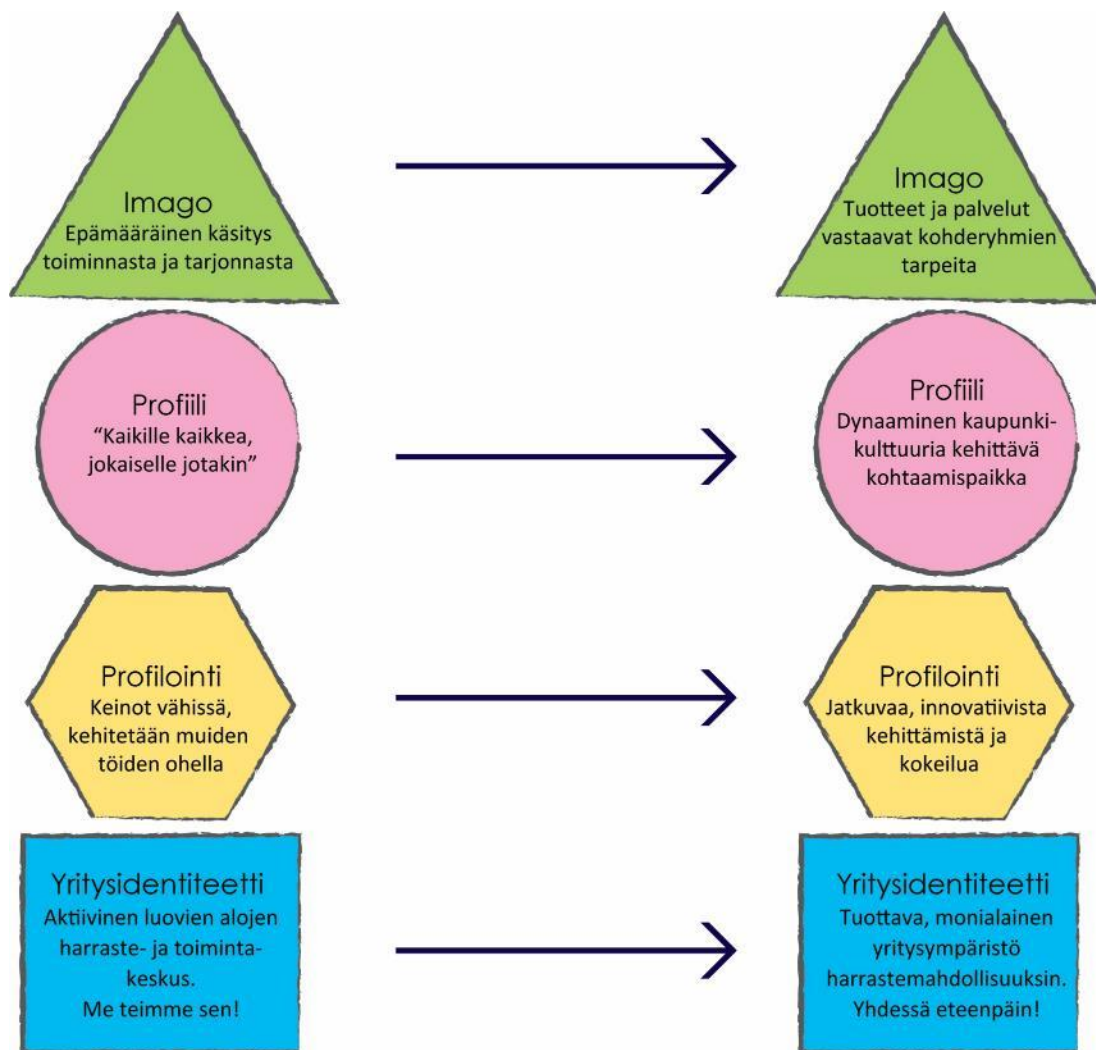 Imago
Epämääräinen käsitys
toiminnasta ja tarjonnasta
Imago
Tuotteet ja palvelut
vastaavat kohderyhmien
tarpeita
Profiili
“Kaikille kaikkea,
jokaiselle jotakin”
Profiili
Dynaaminen kaupunki-
kulttuuria kehittävä
kohtaamispaikka
Profilointi
Keinot vähissä,
kehitetään muiden
töiden ohella
Profilointi
Jatkuvaa, innovatiivista
kehittämistä ja
kokeilua
Yritysidentiteetti
Aktiivinen luovien alojen
harraste- ja toiminta-
keskus.
Me teimme sen!
Yritysidentiteetti
Tuottava, monialainen
yritysympäristö
harrastemahdollisuuksin.
Yhdessä eteenpäin!